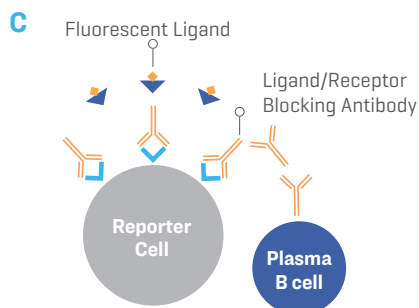 C
Fluorescent Ligand
Ligand/Receptor
Blocking Antibody
Reporter
Cell
Plasma
B cell